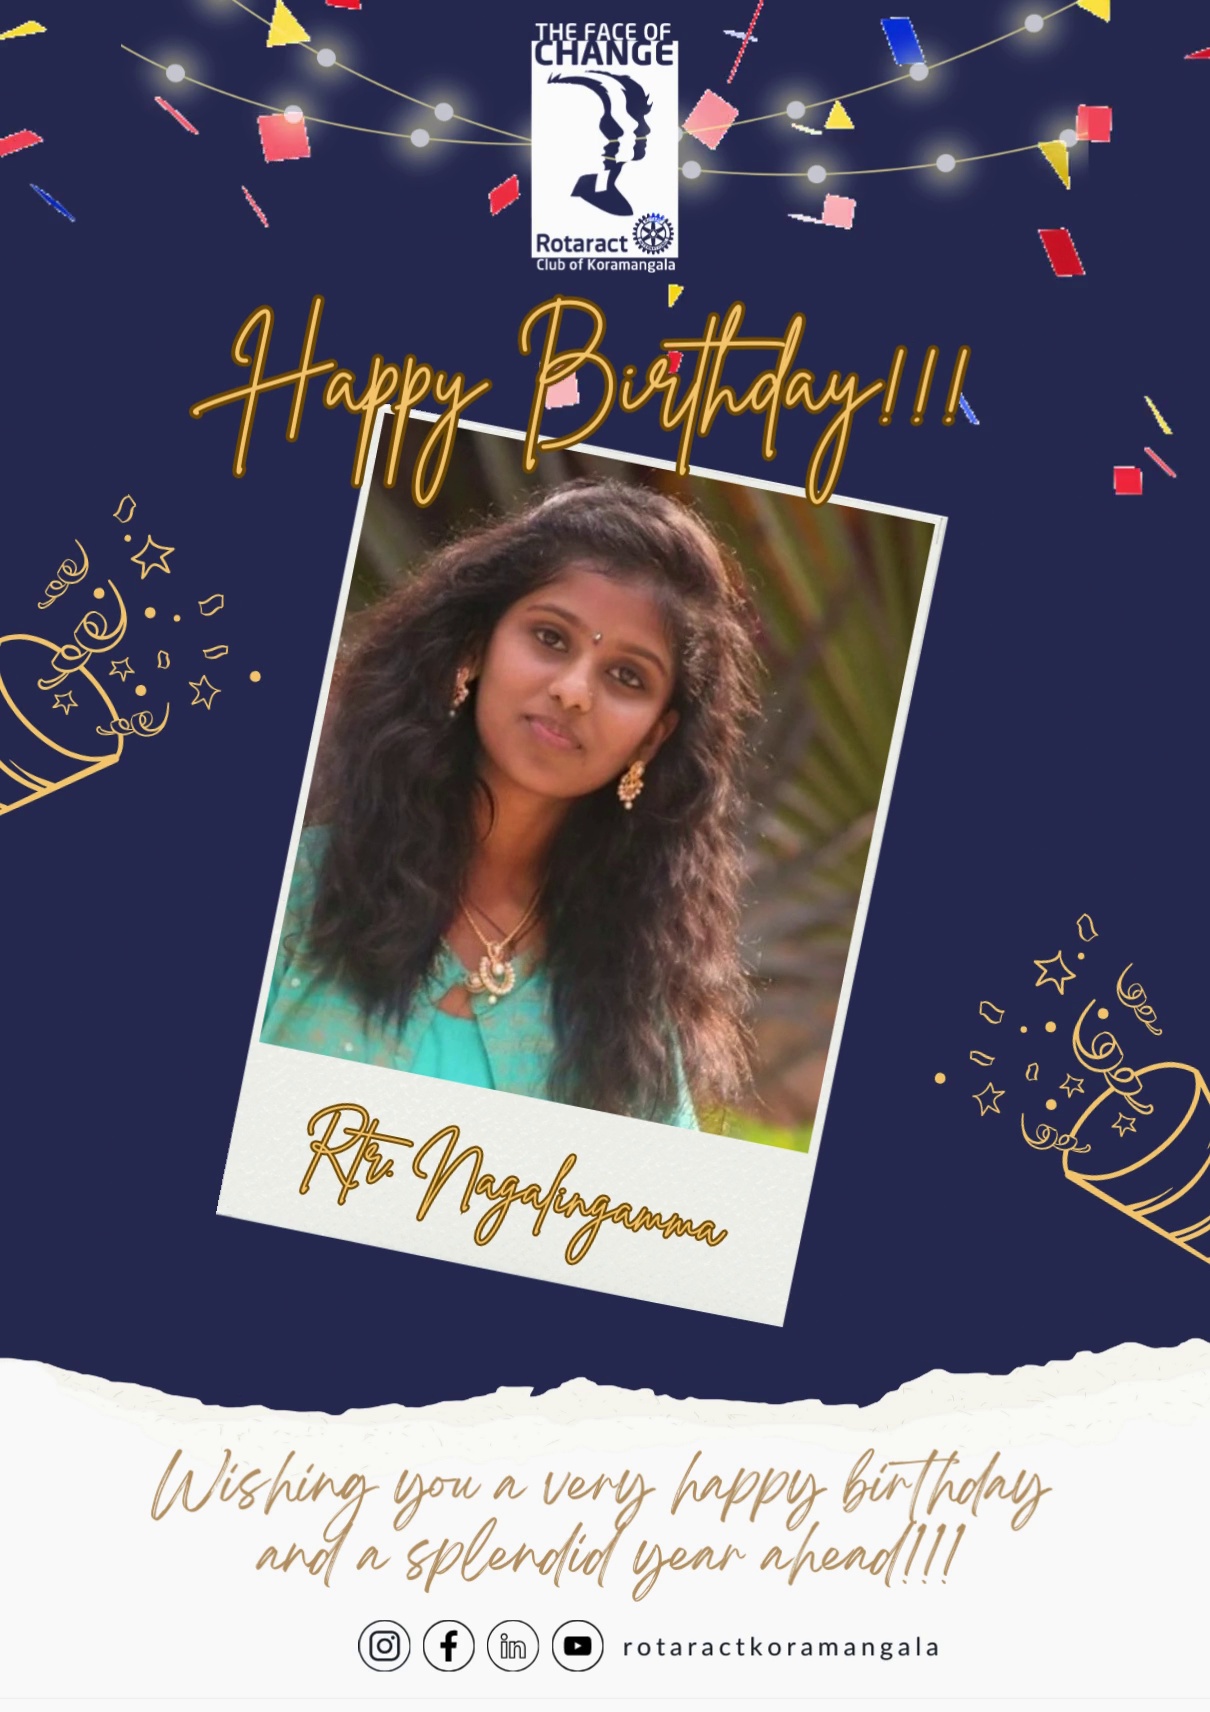 THE FACE OF
CHANGE
Rotaract
Club of Koramangala
Happy Birthday!!!
Rtr. Nagalingamma
Wishing you a very happy birthday
and a splendid year ahead!!!
in rotaractkoramangala